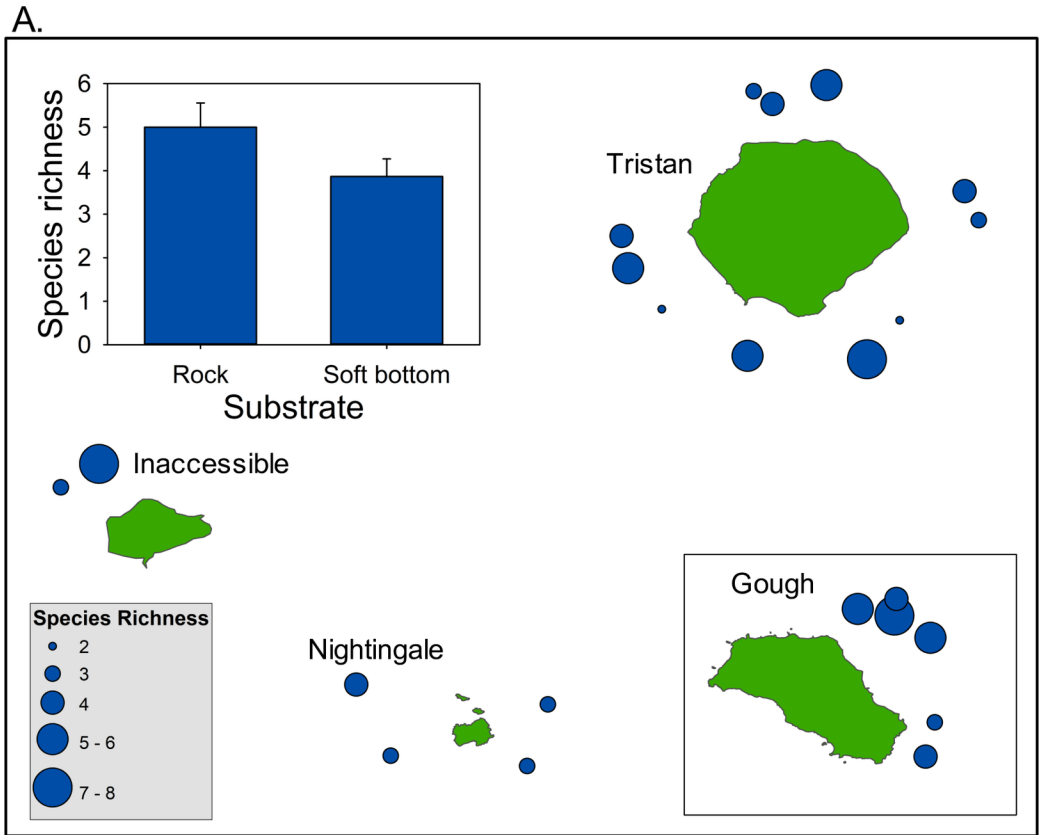 A.
Species richness
6
5
4
3
2
1
0
Rock Soft bottom
Substrate
Tristan
Inaccessible
Gough
Nightingale
Species Richness
2
3
4
5 - 6
7 - 8